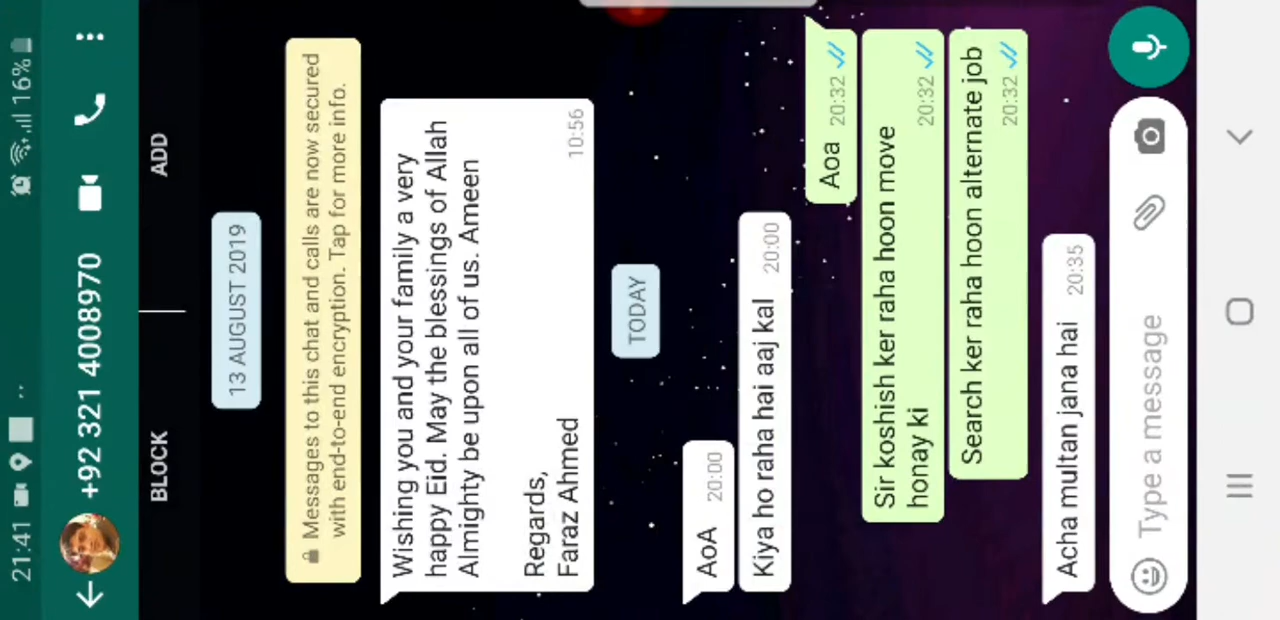 21:41
16%
+92 321 4008970
BLOCK
ADD
13 AUGUST 2019
Messages to this chat and calls are now secured
with end-to-end encryption. Tap for more info.
Wishing you and your family a very
happy Eid. May the blessings of Allah
Almighty be upon all of us. Ameen
Regards,
Faraz Ahmed
10:56
TODAY
AoA 20:00
Kiya ho raha hai aaj kal 20:00
Aoa 20:32
Sir koshish ker raha hoon move
honay ki 20:32
Search ker raha hoon alternate job
20:32
Acha multan jana hai 20:35
Type a message